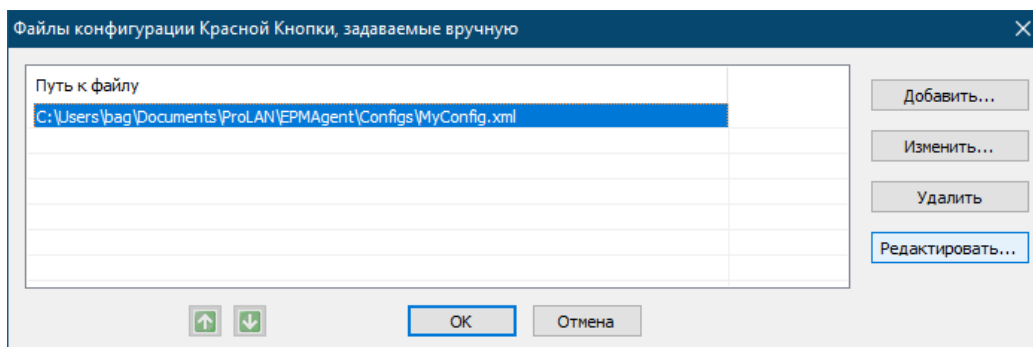 Файлы конфигурации Красной Кнопки, задаваемые вручную
Путь к файлу
C:\Users\bag\Documents\ProLAN\EPMAgent\Configs\MyConfig.xml
Добавить...
Изменить...
Удалить
Редактировать...
ОК
Отмена